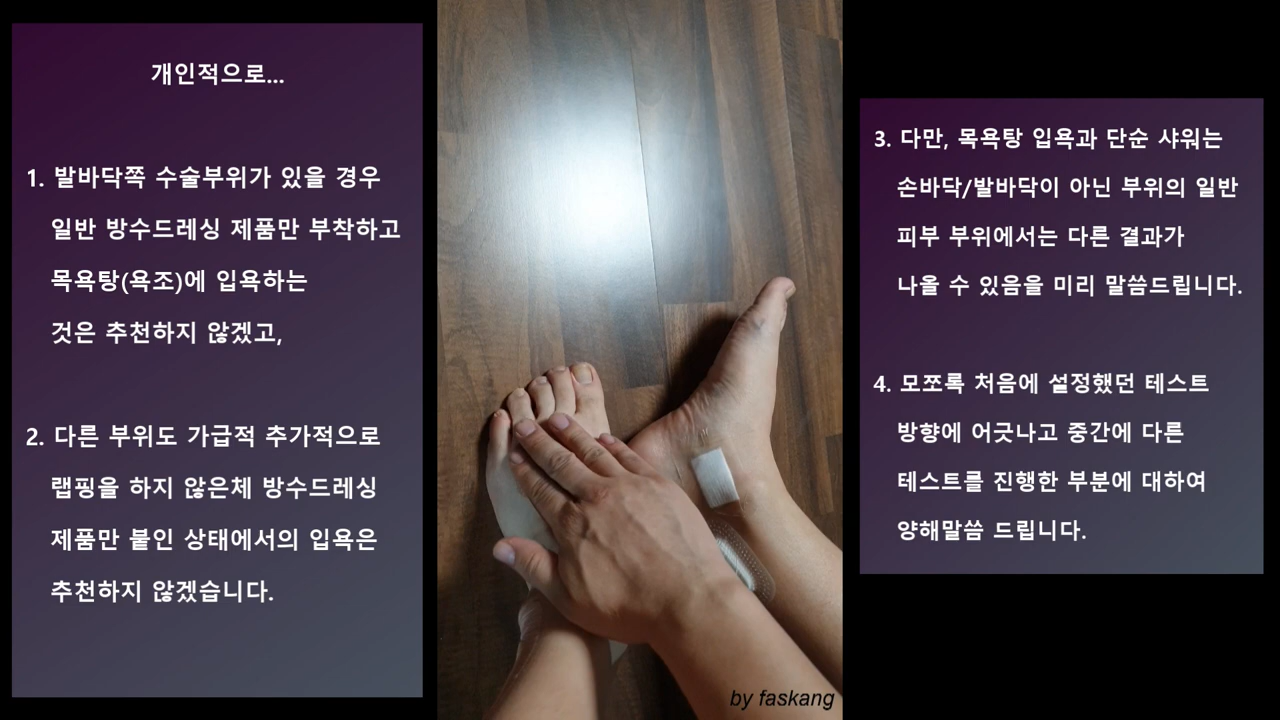 개인적으로...
1. 발바닥쪽 수술부위가 있을 경우
일반 방수드레싱 제품만 부착하고
목욕탕(욕조)에 입욕하는
것은 추천하지 않겠고,
2. 다른 부위도 가급적 추가적으로
랩핑을 하지 않은체 방수드레싱
제품만 붙인 상태에서의 입욕은
추천하지 않겠습니다.
3. 다만, 목욕탕 입욕과 단순 샤워는
손바닥/발바닥이 아닌 부위의 일반
피부 부위에서는 다른 결과가
나올 수 있음을 미리 말씀드립니다.
4. 모쪼록 처음에 설정했던 테스트
방향에 어긋나고 중간에 다른
테스트를 진행한 부분에 대하여
양해말씀 드립니다.
by faskang